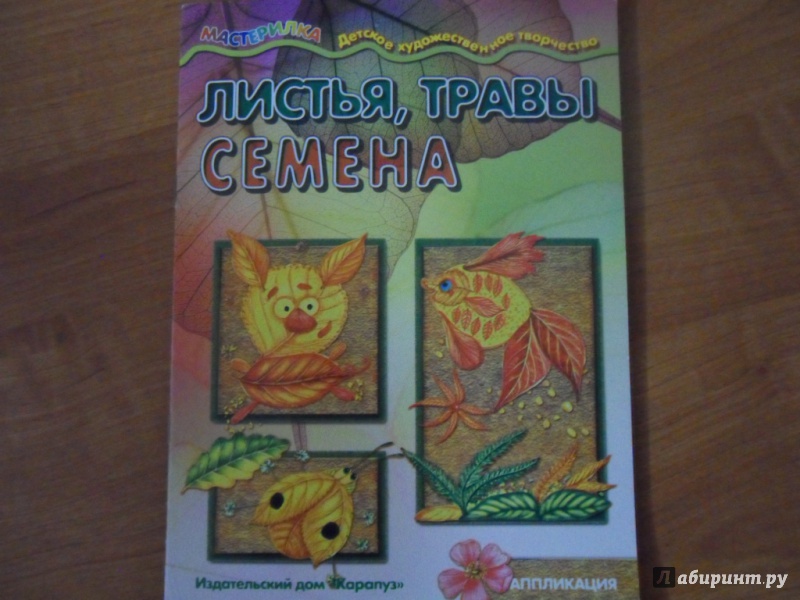 МАСТЕРИЛКА Детское художественное творчество
ЛИСТЬЯ, ТРАВЫ
СЕМЕНА
Издательский дом «Карапуз»
АППЛИКАЦИЯ
Лабиринт.ру